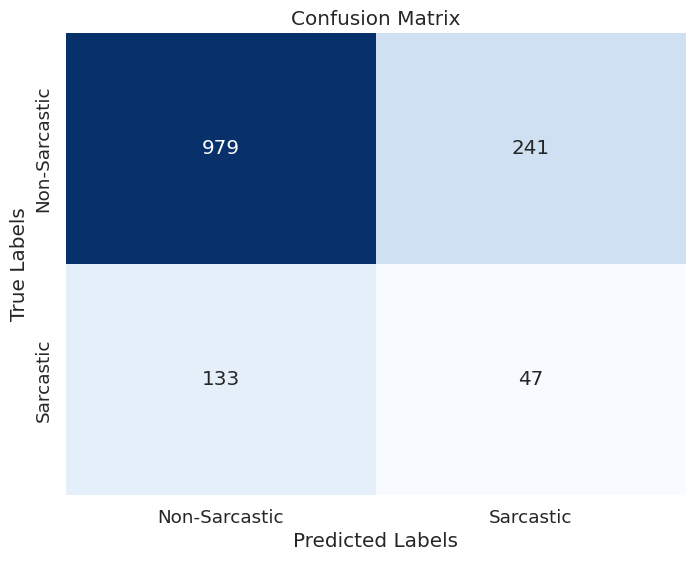 Confusion Matrix
True Labels
Non-Sarcastic
979
241
Sarcastic
133
47
Non-Sarcastic
Sarcastic
Predicted Labels